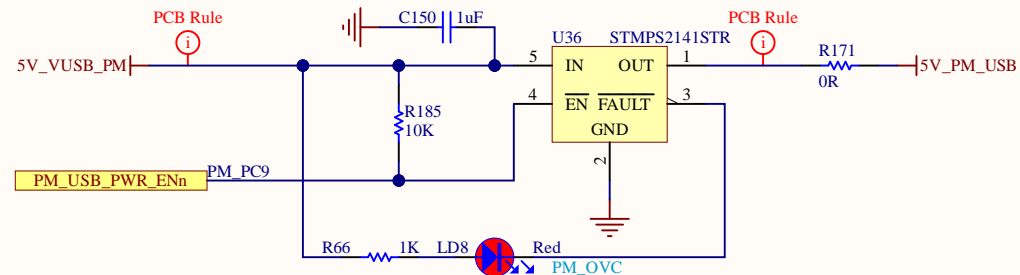 PCB Rule
C150 1uF
PCB Rule
i
i
U36 STMPS2141STR
R171
5V_VUSB_PM
5 IN OUT 1
5V_PM_USB
0R
4 EN FAULT 3
R185
10K
GND
2
PM_PC9
PM_USB_PWR_ENn
R66 1K LD8 Red
PM_OVC